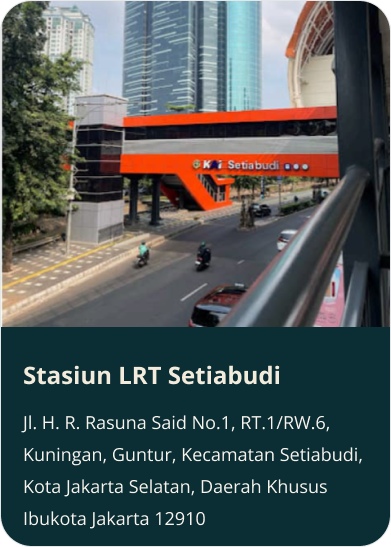 KAI Setiabudi
Stasiun LRT Setiabudi
Jl. H. R. Rasuna Said No.1, RT.1/RW.6,
Kuningan, Guntur, Kecamatan Setiabudi,
Kota Jakarta Selatan, Daerah Khusus
Ibukota Jakarta 12910